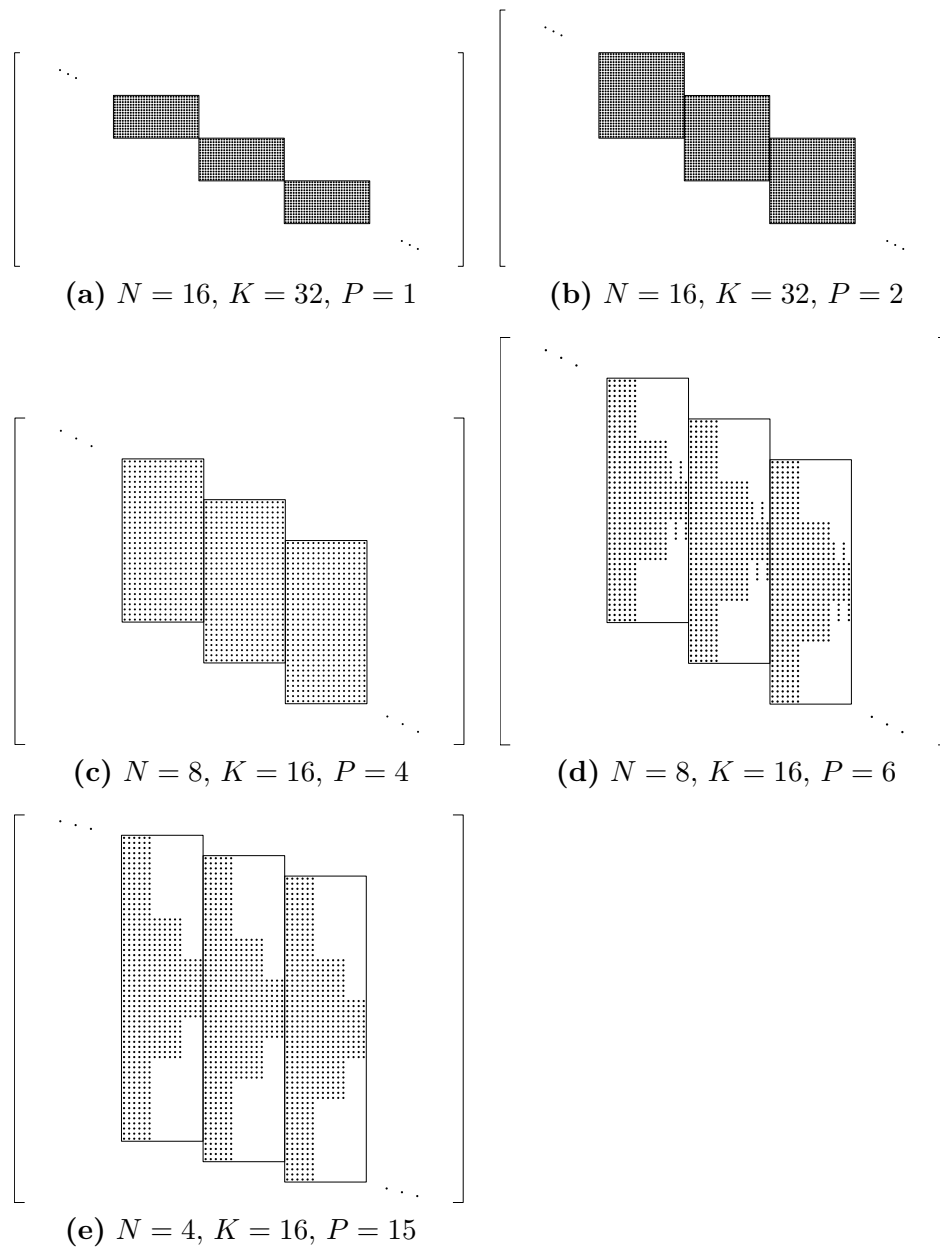 (a) N = 16, K = 32, P = 1
(b) N = 16, K = 32, P = 2
(c) N = 8, K = 16, P = 4
(d) N = 8, K = 16, P = 6
(e) N = 4, K = 16, P = 15